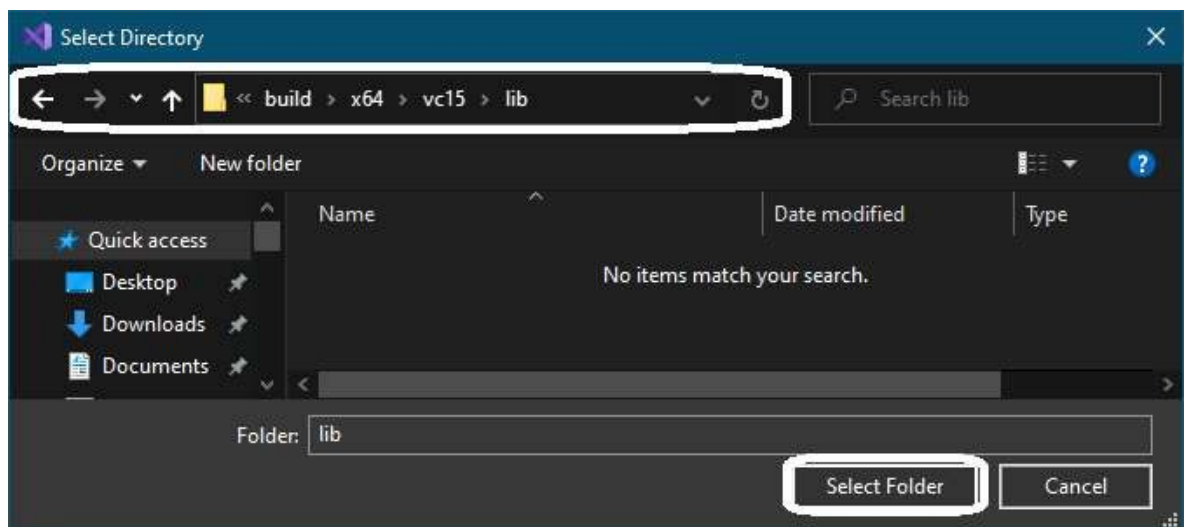 Select Directory
« build > x64 > vc15 > lib
Search lib
Organize
New folder
Name
Date modified
Type
Quick access
No items match your search.
Desktop
Downloads
Documents
Folder: lib
Select Folder
Cancel